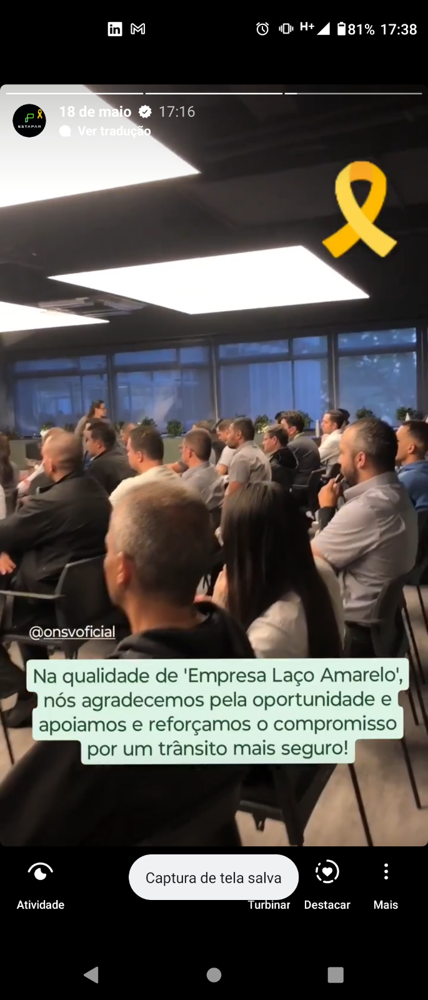 in
H+
81% 17:38
ESTAPAR
18 de maio 17:16
Ver tradução
@onsvoficial
Na qualidade de 'Empresa Laço Amarelo',
nós agradecemos pela oportunidade e
apoiamos e reforçamos o compromisso
por um trânsito mais seguro!
Captura de tela salva
Atividade
Turbinar
Destacar
Mais